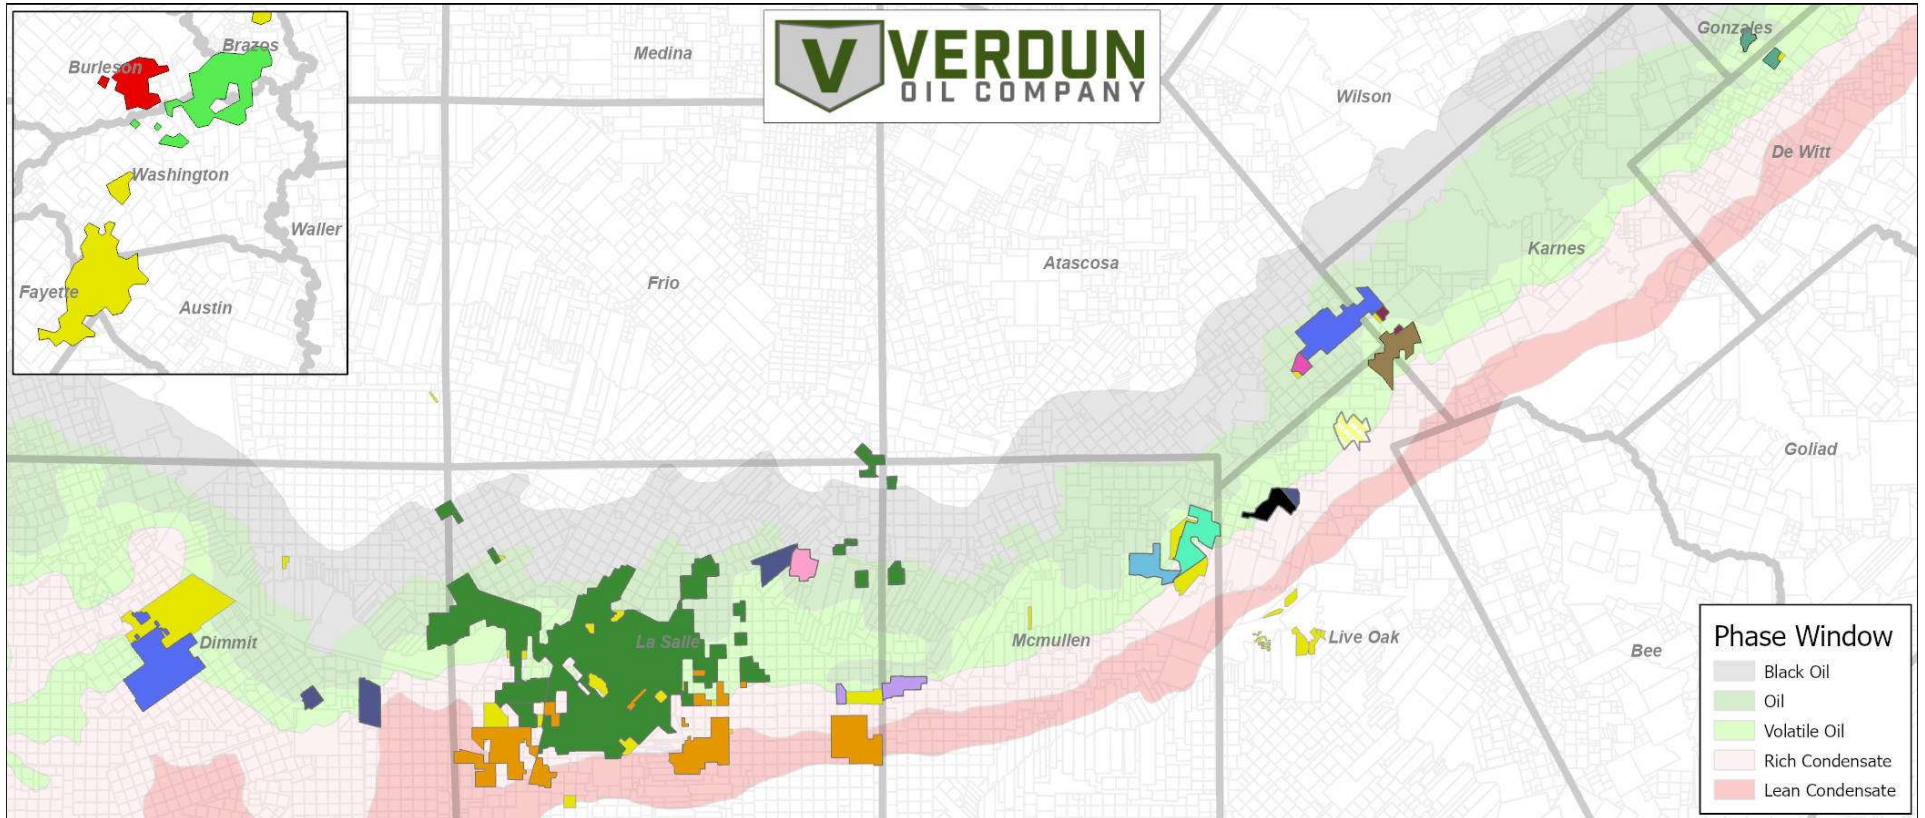 Brazos
Burleson
Washington
Waller
Fayette
Austin
Medina
V VERDUN
OIL COMPANY
Wilson
Gonzales
De Witt
Karnes
Atascosa
Frio
Goliad
Dimmit
La Salle
Mcmullen
Live Oak
Bee
Phase Window
Black Oil
Oil
Volatile Oil
Rich Condensate
Lean Condensate